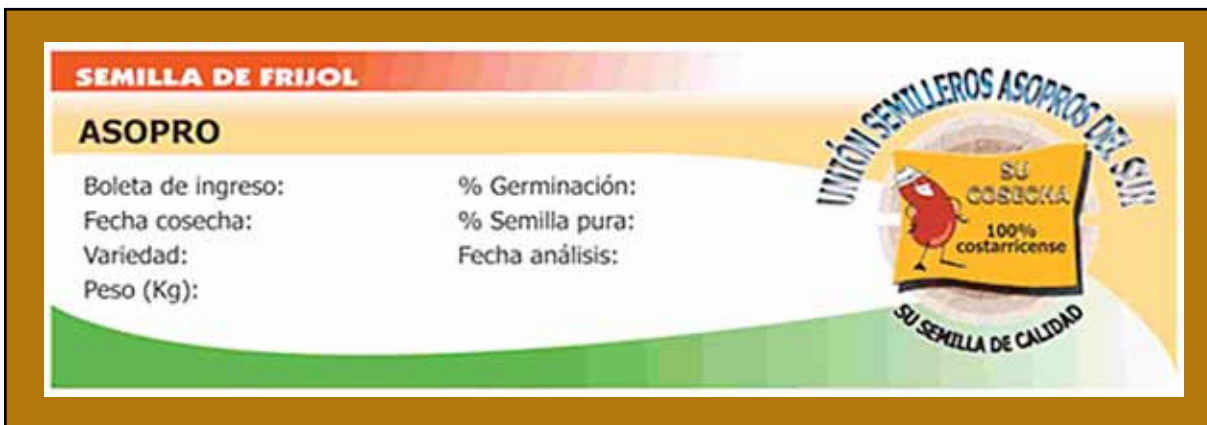 SEMILLA DE FRIJOL
ASOPRO
Boleta de ingreso:
Fecha cosecha:
Variedad:
Peso (Kg):
% Germinación:
% Semilla pura:
Fecha análisis:
UNIÓN SEMILLEROS ASOPROS DEL SUR
SU
COSECHA
100%
costarricense
SU SEMILLA DE CALIDAD